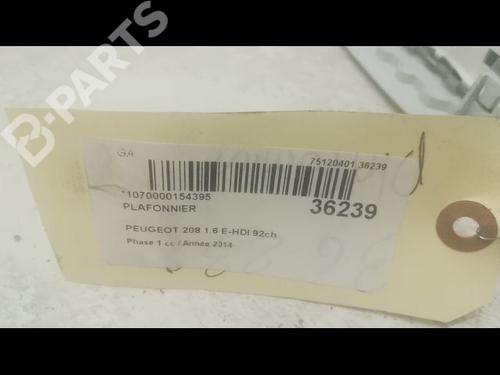 B-PARTS
GA
75120401 36239
*1070000154395
PLAFONNIER
36239
PEUGEOT 208 1.6 E-HDI 92ch
Phase 1 cc / Année 2014